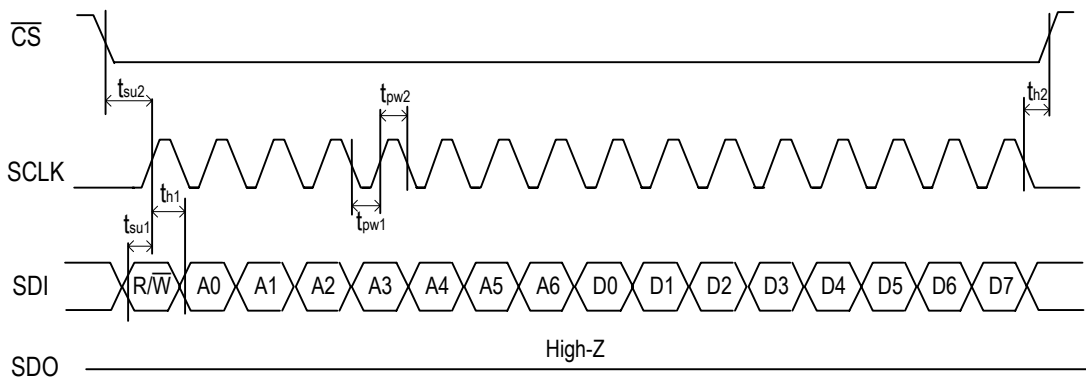 CS
tsu2
tpw2
th2
SCLK
th1
tsu1
tpw1
SDI
R/W A0 A1 A2 A3 A4 A5 A6 D0 D1 D2 D3 D4 D5 D6 D7
High-Z
SDO